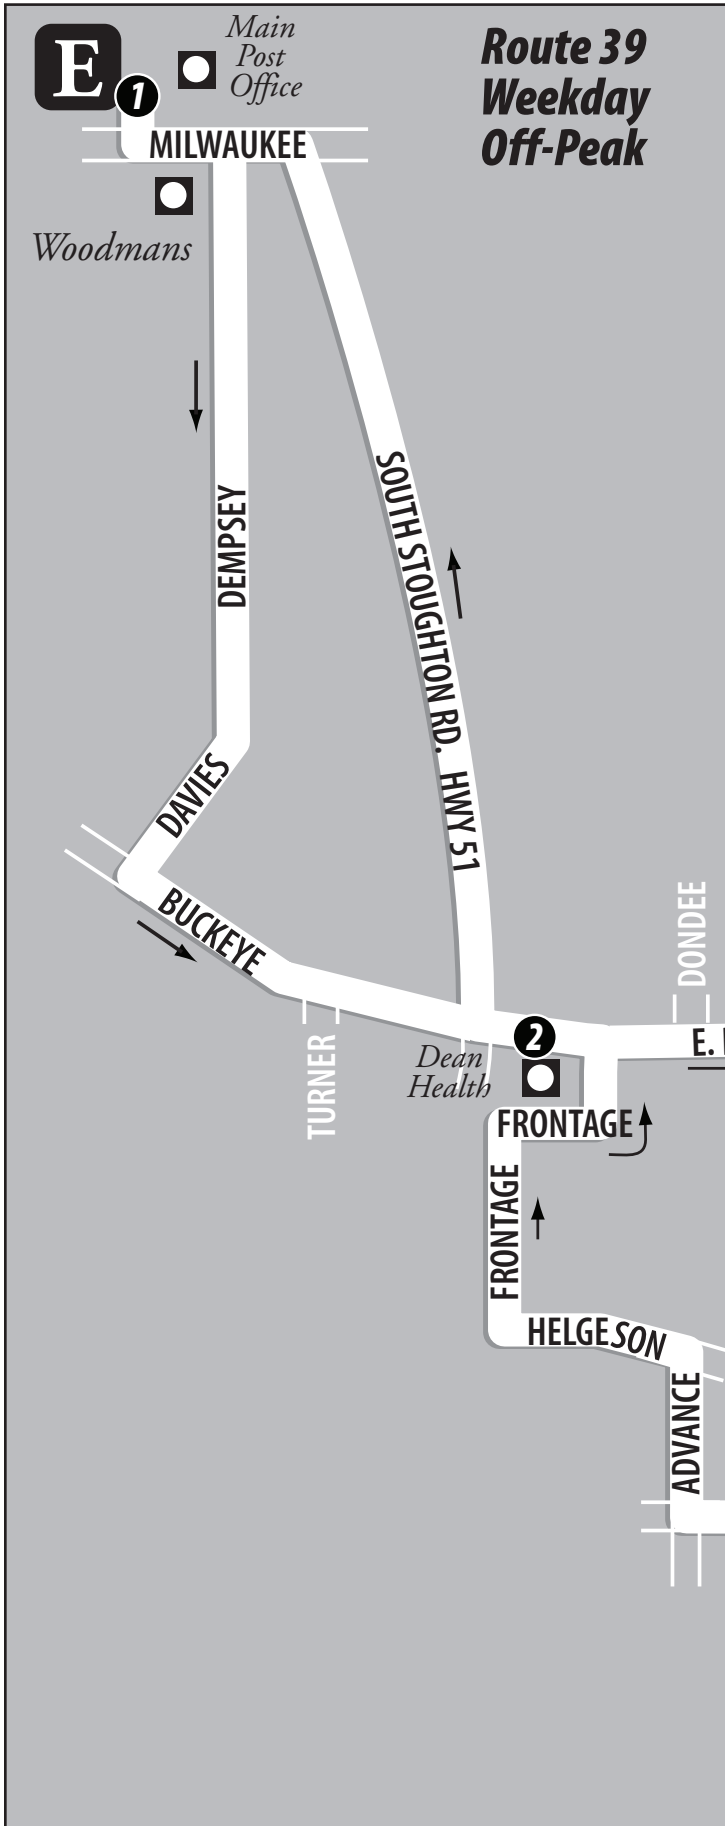 E
1
Main
Post
Office
Route 39
Weekday
Off-Peak
MILWAUKEE
Woodmans
DEMPSEY
SOUTH STOUGHTON RD. HWY 51
DAVIES
BUCKEYE
DONDEE
TURNER
2
E.
Dean
Health
FRONTAGE
FRONTAGE
HELGESON
ADVANCE